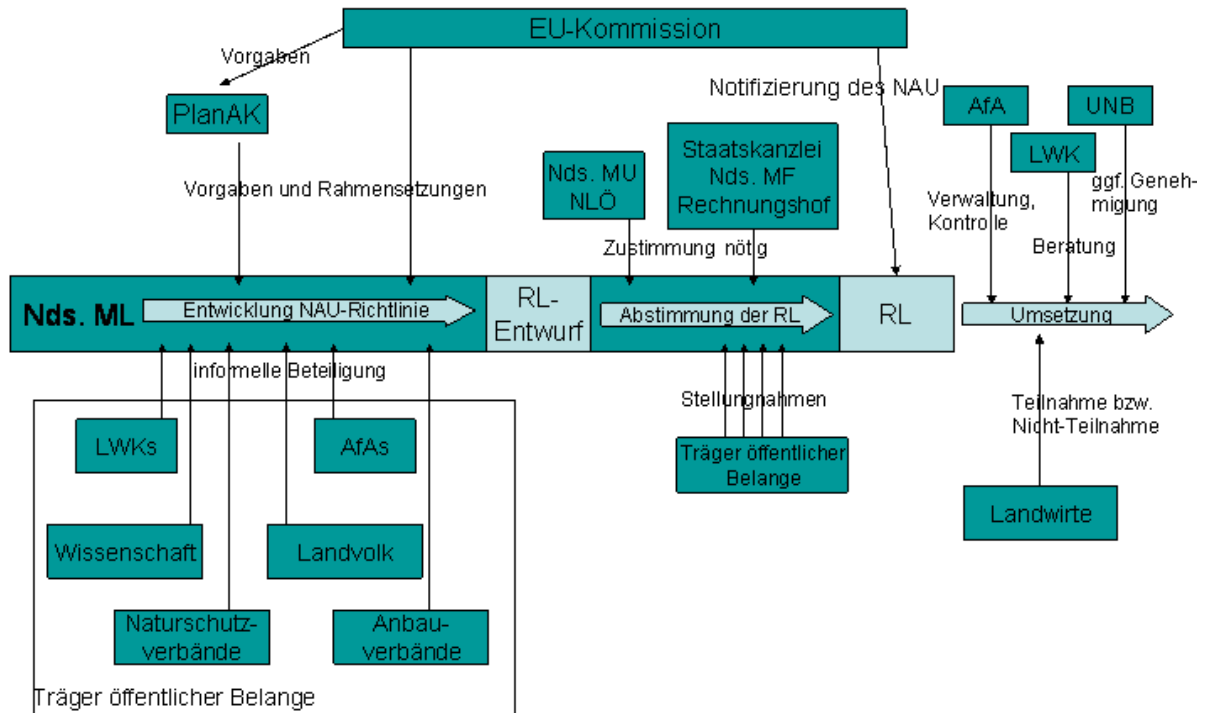 EU-Kommission
Vorgaben
Notifizierung des NAU
PlanAK
AfA
UNB
LWK
Staatskanzlei
Nds. MF
Rechnungshof
Nds. MU
NLÖ
Vorgaben und Rahmensetzungen
ggf. Geneh-
migung
Verwaltung,
Kontrolle
Zustimmung nötig
Beratung
Nds. ML
Entwicklung NAU-Richtlinie
RL-
Entwurf
Abstimmung der RL
RL
Umsetzung
informelle Beteiligung
Stellungnahmen
Teilnahme bzw.
Nicht-Teilnahme
LWKs
AfAs
Träger öffentlicher
Belange
Landwirte
Wissenschaft
Landvolk
Naturschutz-
verbände
Anbau-
verbände
Träger öffentlicher Belange